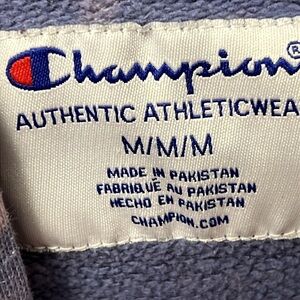 Champion®
AUTHENTIC ATHLETICWEA
M/M/M
MADE IN PAKISTAN
FABRIQUÉ AU PAKISTAN
HECHO EN PAKISTAN
CHAMPION.COM